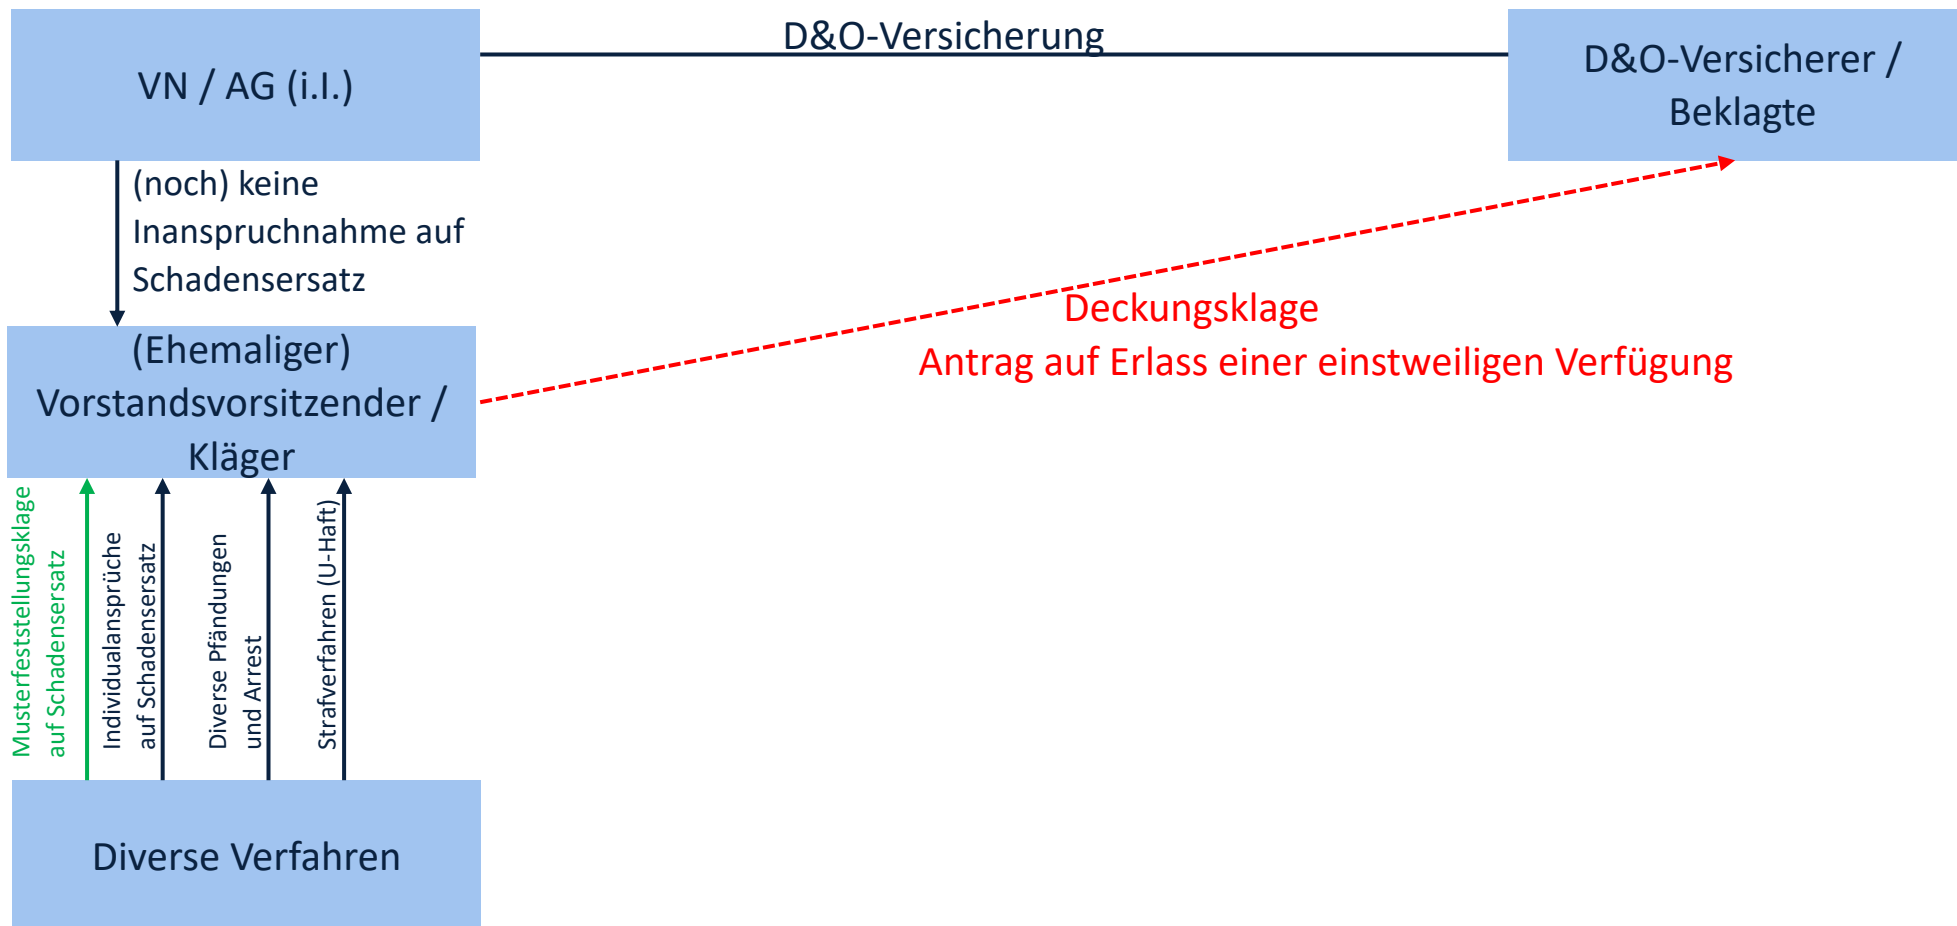 D&O-Versicherung
VN / AG (i.I.)
D&O-Versicherer /
Beklagte
(noch) keine
Inanspruchnahme auf
Schadensersatz
Deckungsklage
Antrag auf Erlass einer einstweiligen Verfügung
(Ehemaliger)
Vorstandsvorsitzender /
Kläger
Musterfeststellungsklage
auf Schadensersatz
Individualansprüche
auf Schadensersatz
Diverse Pfändungen
und Arrest
Strafverfahren (U-Haft)
Diverse Verfahren